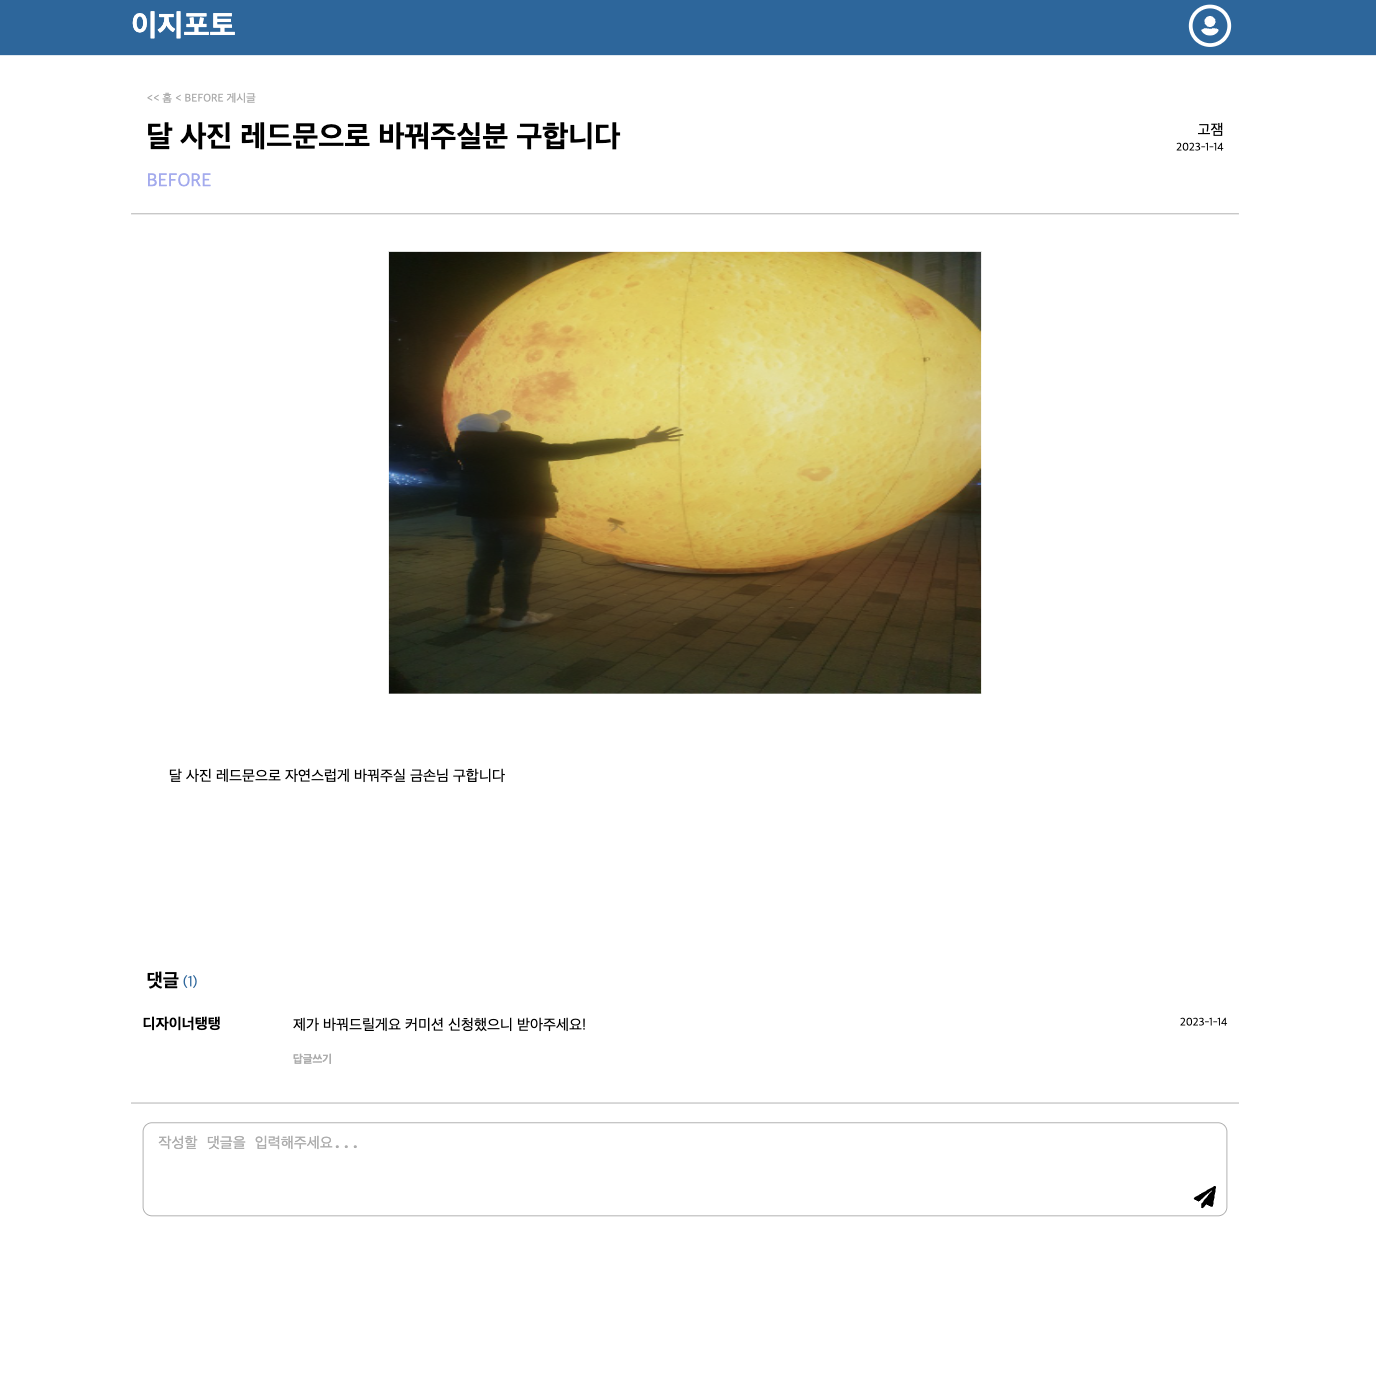 이지포토
<< 홈 < BEFORE 게시글
달 사진 레드문으로 바꿔주실분 구합니다
고잼
2023-1-14
BEFORE
달 사진 레드문으로 자연스럽게 바꿔주실 금손님 구합니다
댓글 (1)
디자이너탱탱 제가 바꿔드릴게요 커미션 신청했으니 받아주세요! 2023-1-14
답글쓰기
작성할 댓글을 입력해주세요...